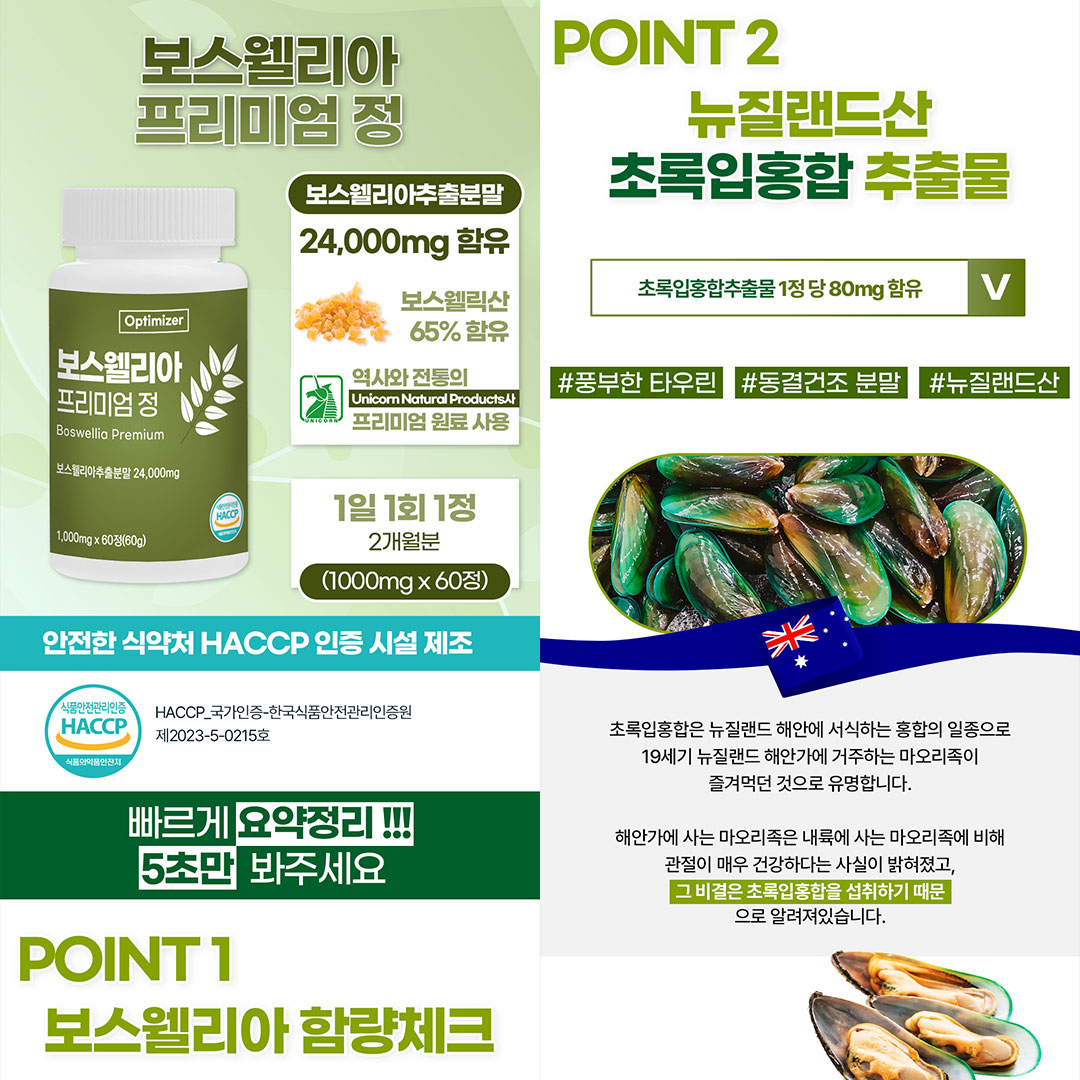 보스웰리아
프리미엄 정
Optimizer
보스웰리아
프리미엄 정
Boswellia Premium
보스웰리아추출분말 24,000mg
식품안전관리인증
HACCP
1,000mg x 60정(60g)
보스웰리아추출분말
24,000mg 함유
보스웰릭산
65% 함유
UNICORN
역사와 전통의
Unicorn Natural Products사
프리미엄 원료 사용
1일 1회 1정
2개월분
(1000mg x 60정)
안전한 식약처 HACCP 인증 시설 제조
식품안전관리인증
HACCP
식품의약품안전처
HACCP_국가인증-한국식품안전관리인증원
제2023-5-0215호
빠르게 요약정리 !!!
5초만 봐주세요
POINT 1
보스웰리아 함량체크
POINT 2
뉴질랜드산
초록입홍합 추출물
초록입홍합추출물 1정 당 80mg 함유
V
#풍부한 타우린 #동결건조 분말 #뉴질랜드산
초록입홍합은 뉴질랜드 해안에 서식하는 홍합의 일종으로
19세기 뉴질랜드 해안가에 거주하는 마오리족이
즐겨먹던 것으로 유명합니다.
해안가에 사는 마오리족은 내륙에 사는 마오리족에 비해
관절이 매우 건강하다는 사실이 밝혀졌고,
그 비결은 초록입홍합을 섭취하기 때문
으로 알려져있습니다.